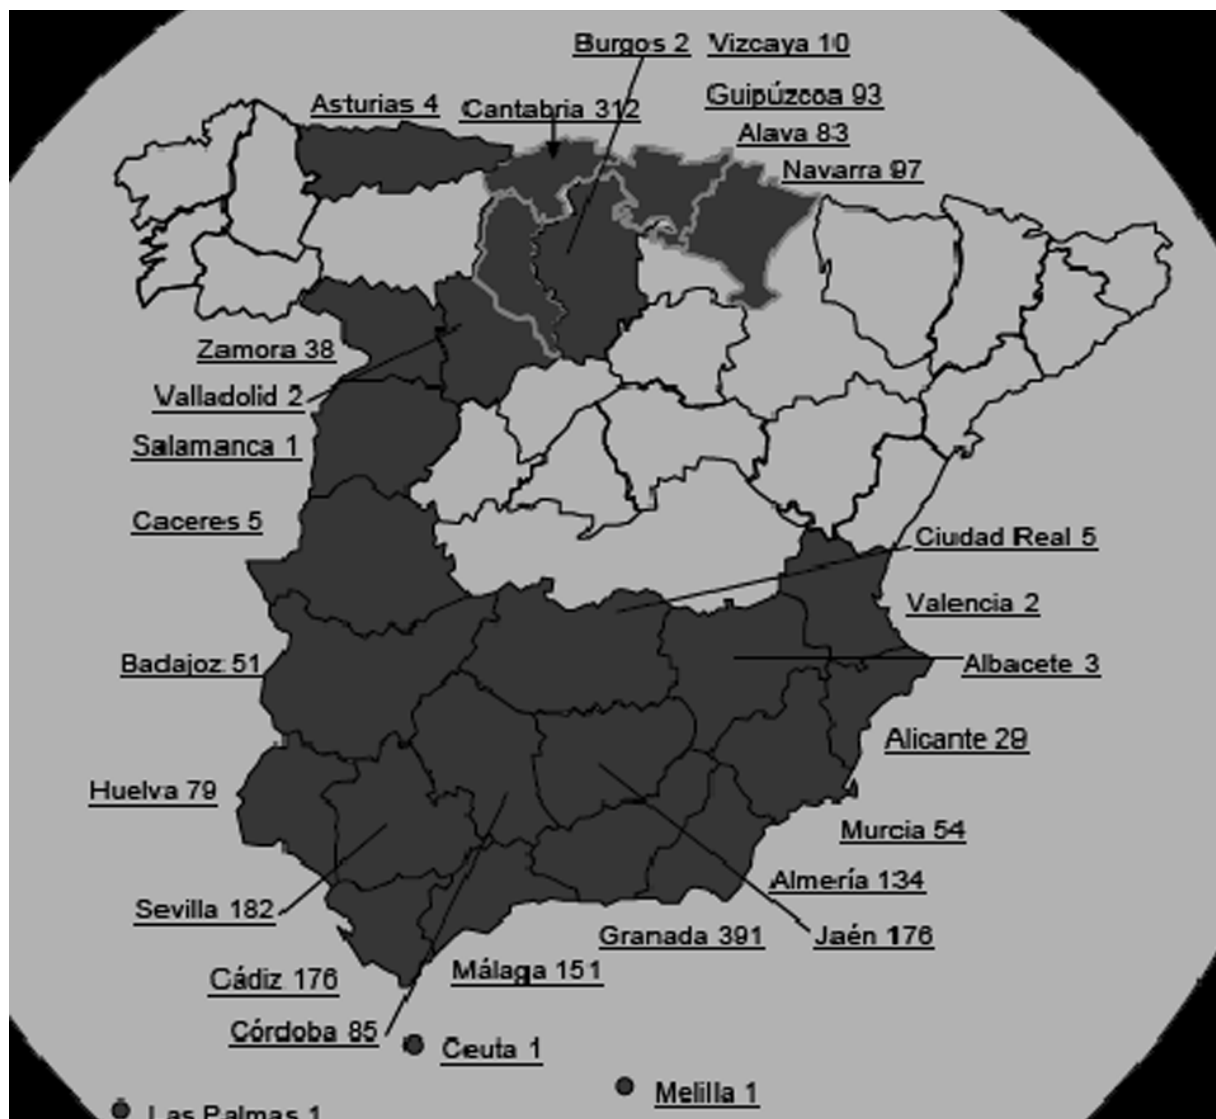 Burgos 2 Vizcaya 10
Asturias 4
Cantabria 312
Guipúzcoa 93
Alava 83
Navarra 97
Zamora 38
Valladolid 2
Salamanca 1
Caceres 5
Ciudad Real 5
Valencia 2
Badajoz 51
Albacete 3
Alicante 28
Huelva 79
Murcia 54
Almería 134
Sevilla 182
Granada 391
Jaén 176
Cádiz 176
Málaga 151
Córdoba 85
Ceuta 1
Melilla 1
Las Palmas 1